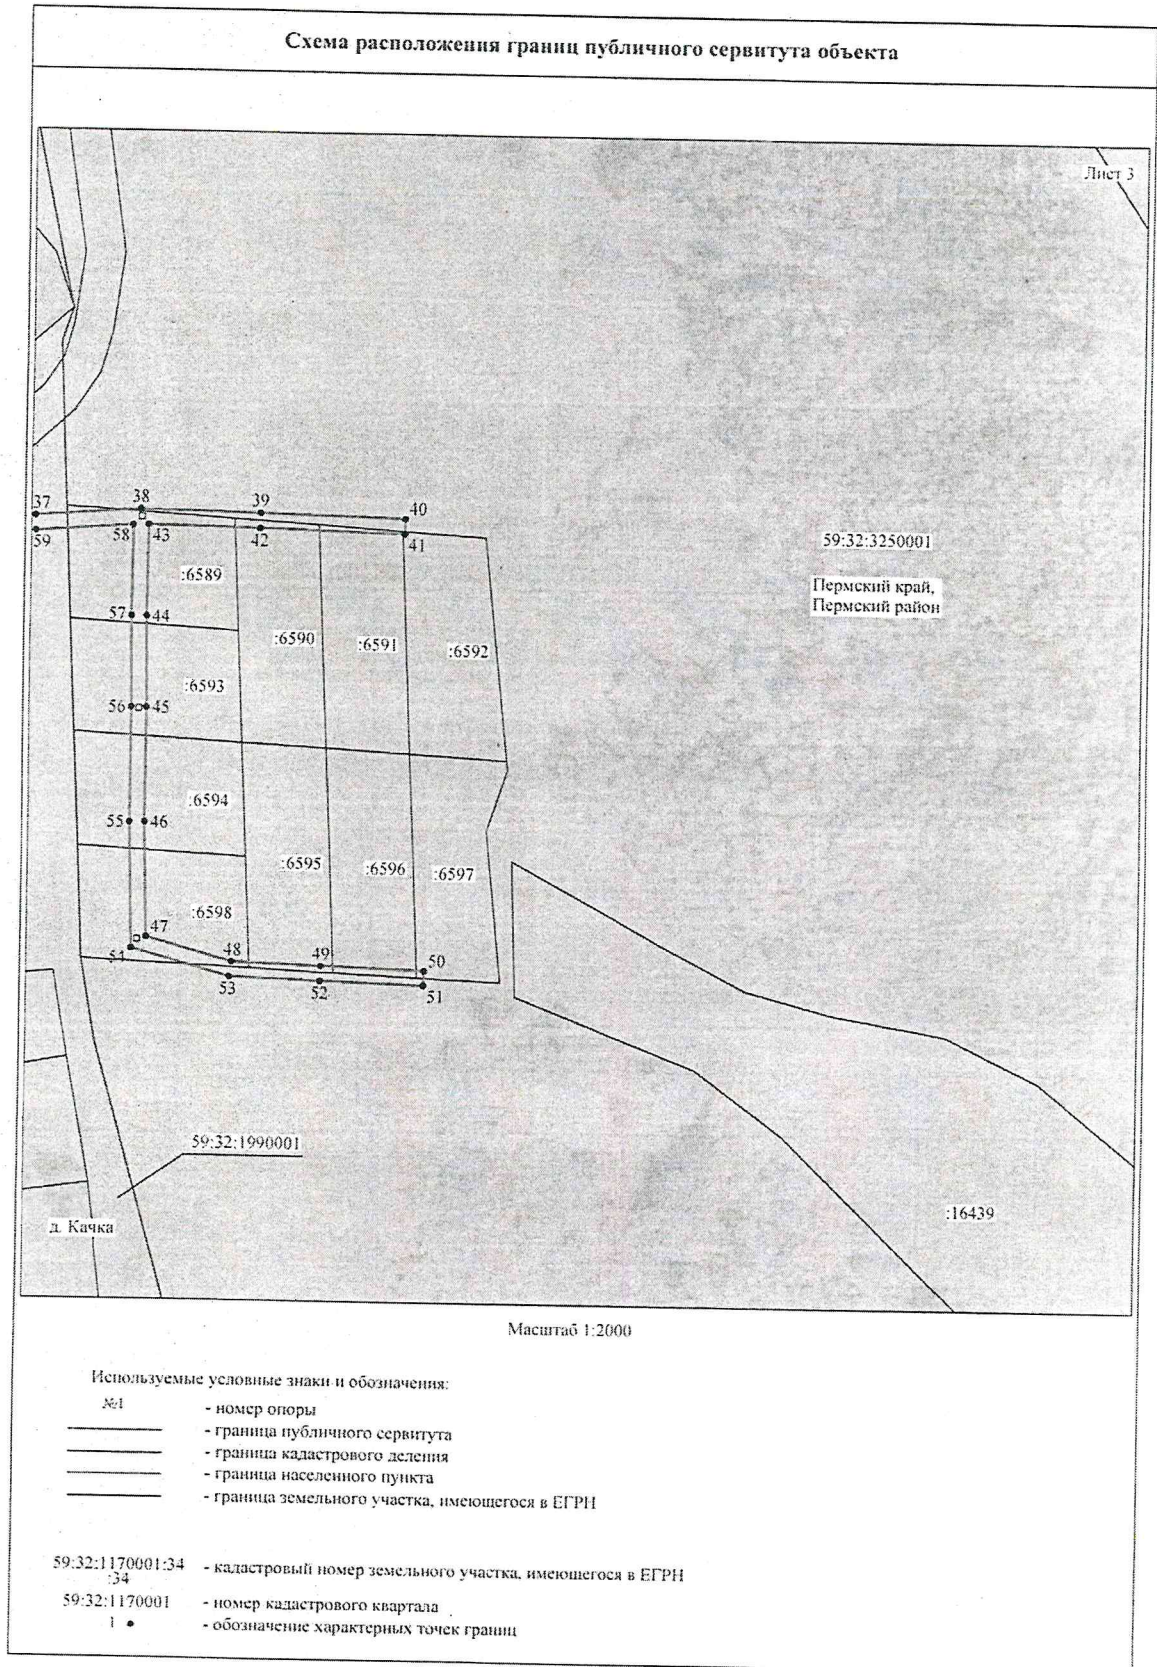 Схема расположения границ публичного сервитута объекта
Лист 3
37
38
39
40
59
58
43
42
41
59:32:3250001
:6589
Пермский край,
Пермский район
57
44
:6590
:6591
:6592
:6593
56
45
:6594
55
46
:6595
:6596
:6597
:6598
47
54
48
49
50
53
52
51
59:32:1990001
:16439
д. Качка
Масштаб 1:2000
Используемые условные знаки и обозначения:
№1 - номер опоры
- граница публичного сервитута
- граница кадастрового деления
- граница населенного пункта
- граница земельного участка, имеющегося в ЕГРН
59:32:1170001:34 - кадастровый номер земельного участка, имеющегося в ЕГРН
:34
59:32:1170001 - номер кадастрового квартала
1 • - обозначение характерных точек границ